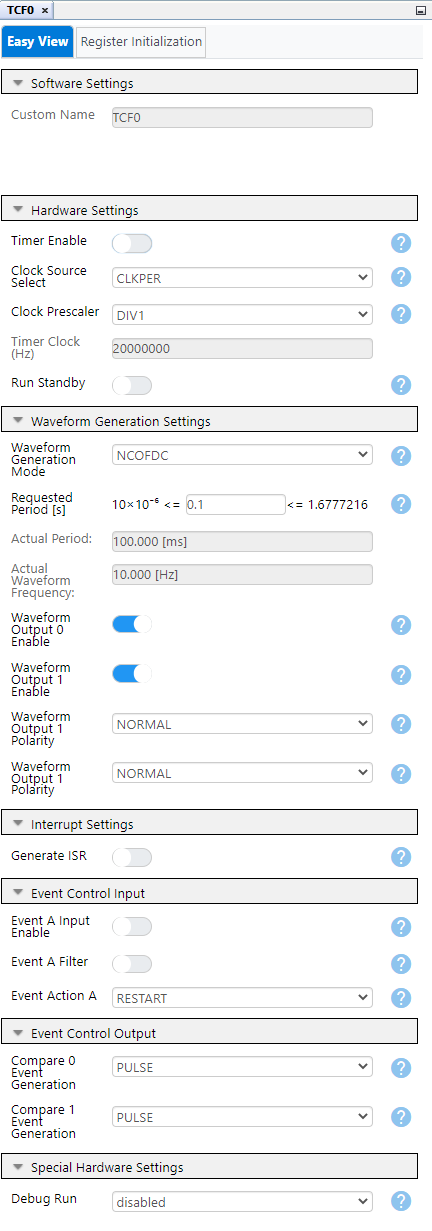 TCF0 ×
Easy View
Register Initialization
Software Settings
Custom Name
TCF0
Hardware Settings
Timer Enable
?
Clock Source
Select
CLKPER
?
Clock Prescaler
DIV1
?
Timer Clock
(Hz)
20000000
Run Standby
?
Waveform Generation Settings
Waveform
Generation
Mode
NCOFDC
?
Requested
Period [s]
10×10⁻⁶ <= 0.1 <= 1.6777216
?
Actual Period:
100.000 [ms]
Actual
Waveform
Frequency:
10.000 [Hz]
Waveform
Output 0
Enable
?
Waveform
Output 1
Enable
?
Waveform
Output 1
Polarity
NORMAL
?
Waveform
Output 1
Polarity
NORMAL
?
Interrupt Settings
Generate ISR
?
Event Control Input
Event A Input
Enable
?
Event A Filter
?
Event Action A
RESTART
?
Event Control Output
Compare 0
Event
Generation
PULSE
?
Compare 1
Event
Generation
PULSE
?
Special Hardware Settings
Debug Run
disabled
?